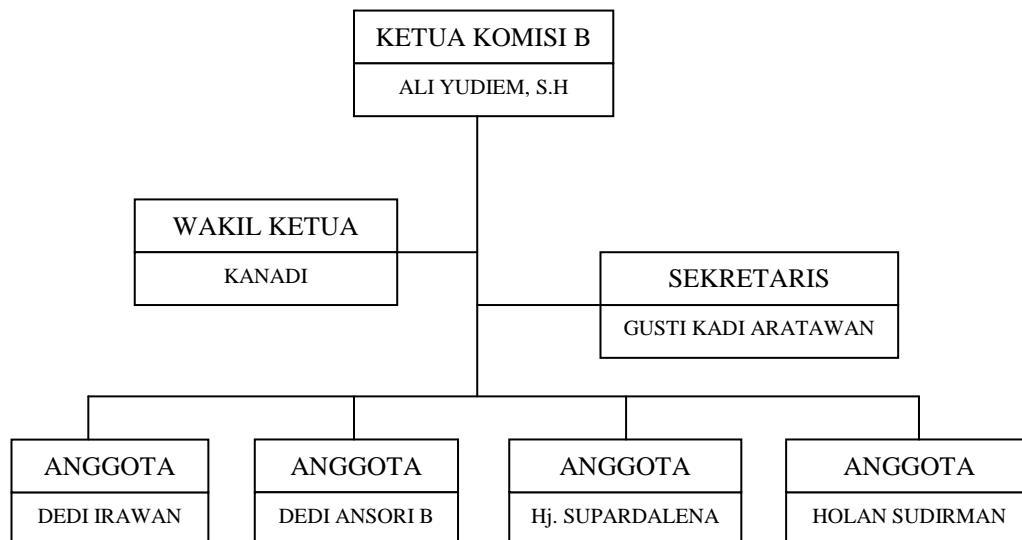 KETUA KOMISI B
ALI YUDIEM, S.H
WAKIL KETUA
KANADI
SEKRETARIS
GUSTI KADI ARATAWAN
ANGGOTA
DEDI IRAWAN
ANGGOTA
DEDI ANSORI B
ANGGOTA
Hj. SUPARDALENA
ANGGOTA
HOLAN SUDIRMAN